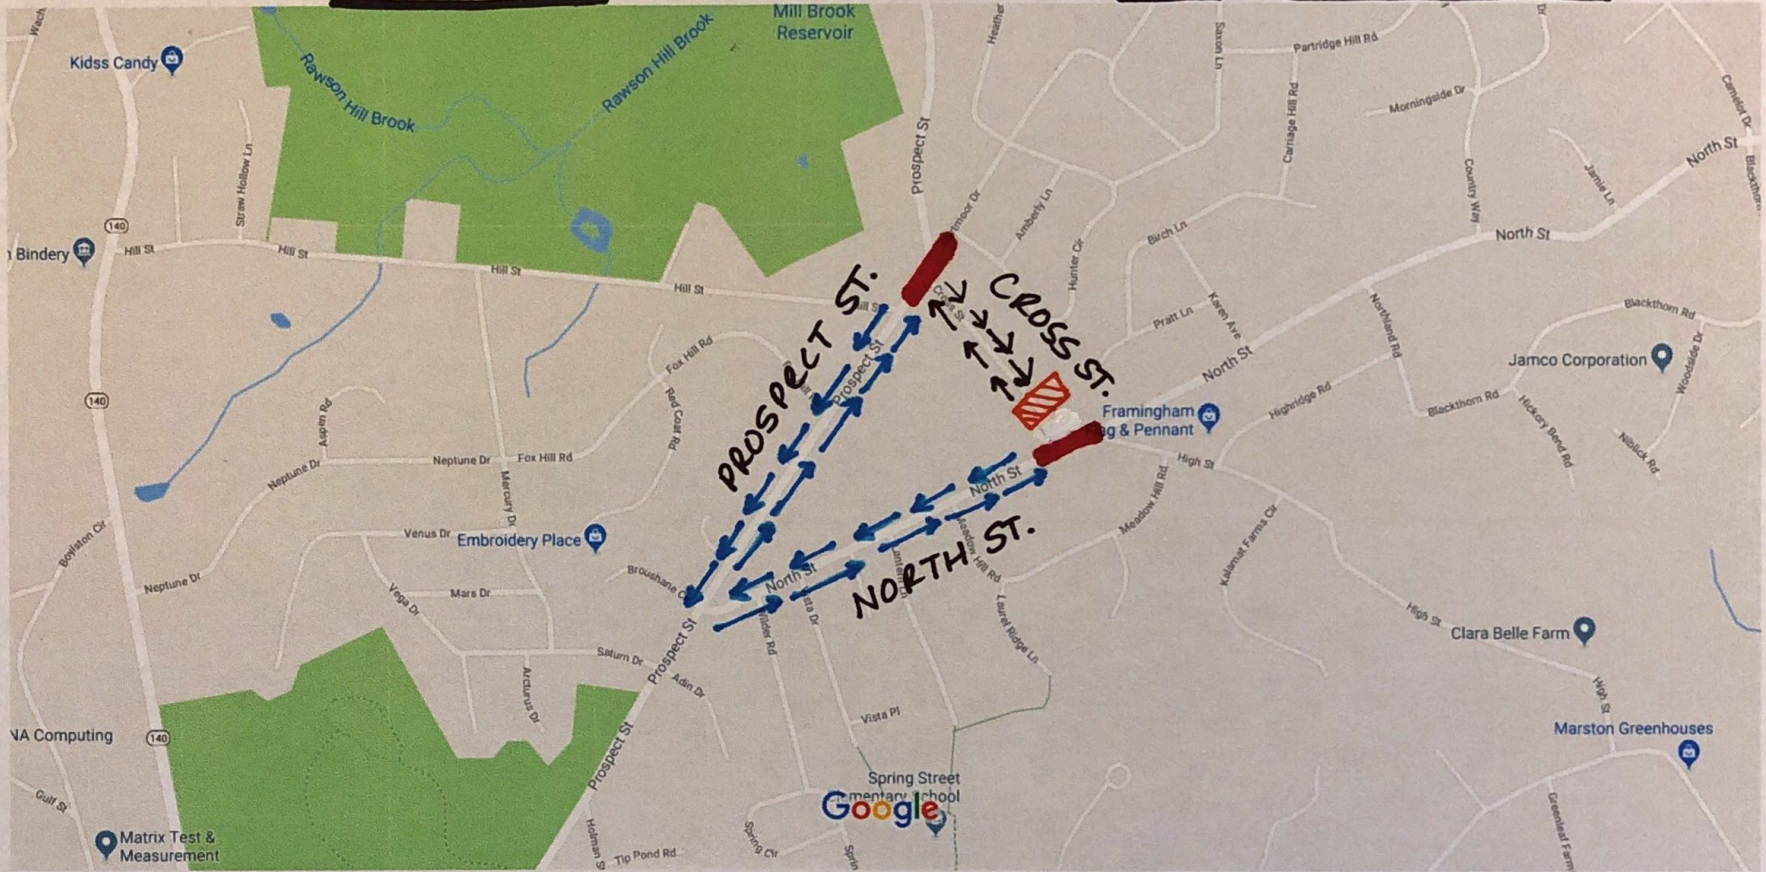 Mill Brook
Reservoir
Kidss Candy
Rawson Hill Brook
Rawson Hill Brook
Prospect St
Heather
Saxon Ln
Partridge Hill Rd
Morningside Dr
Carriage Hill Rd
Camelot Dr
North St
Straw Hollow Ln
Country Way
Jamie Ln
Amberly Ln
Birch Ln
Hunter Cir
North St
140
Bindery
Hill St
Hill St
Hill St
Hill St
PROSPECT ST.
CROSS ST.
Karen Ave
Pratt Ln
Northland Rd
Blackthorn Rd
Jamco Corporation
Woodside Dr
North St
Fox Hill Rd
Prospect St
140
Red Coat Rd
Aspen Rd
Framingham
Flag & Pennant
Highridge Rd
Blackthorn Rd
Hickory Bend Rd
Niblick Rd
Neptune Dr
Neptune Dr
Fox Hill Rd
Mercury Dr
North St
High St
Meadow Hill Rd
Boylston Cir
Venus Dr
Embroidery Place
Kalamat Farms Cir
Meadow Hill Rd
NORTH ST.
North St
Neptune Dr
Vega Dr
Mars Dr
Laurel Ridge Ln
High St
Clara Belle Farm
Prospect St
Saturn Dr
Adin Dr
Arcturus Dr
Vista Pl
High St
Marston Greenhouses
NA Computing
140
Prospect St
Spring Street
Elementary School
Google
Gulf St
Matrix Test &
Measurement
Holman S
Tip Pond Rd
Spring Cir
Sprin
Greenleaf Farm